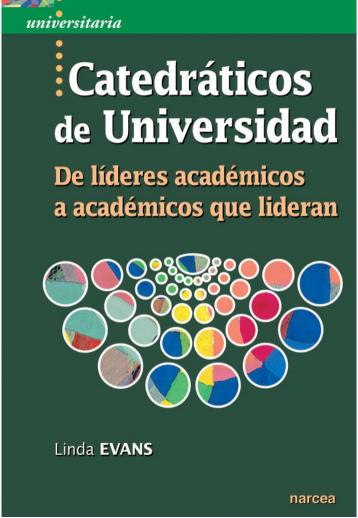 universitaria
Catedráticos
de Universidad
De líderes académicos
a académicos que lideran
Linda EVANS
narcea